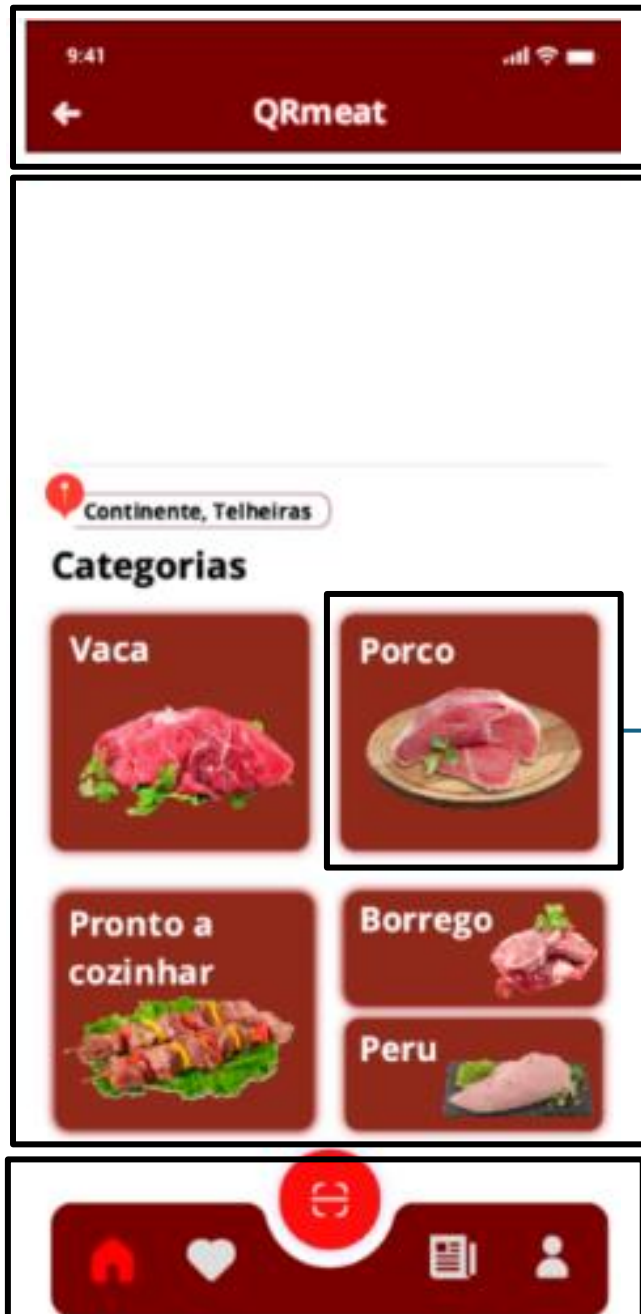 9:41
QRmeat
Continente, Telheiras
Categorias
Vaca
Porco
Pronto a
cozinhar
Borrego
Peru